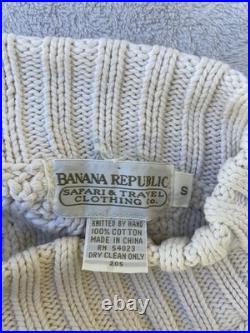 BANANA REPUBLIC
SAFARI & TRAVEL
CLOTHING CO.
S
KNITTED BY HAND
100% COTTON
MADE IN CHINA
RN 54023
DRY CLEAN ONLY